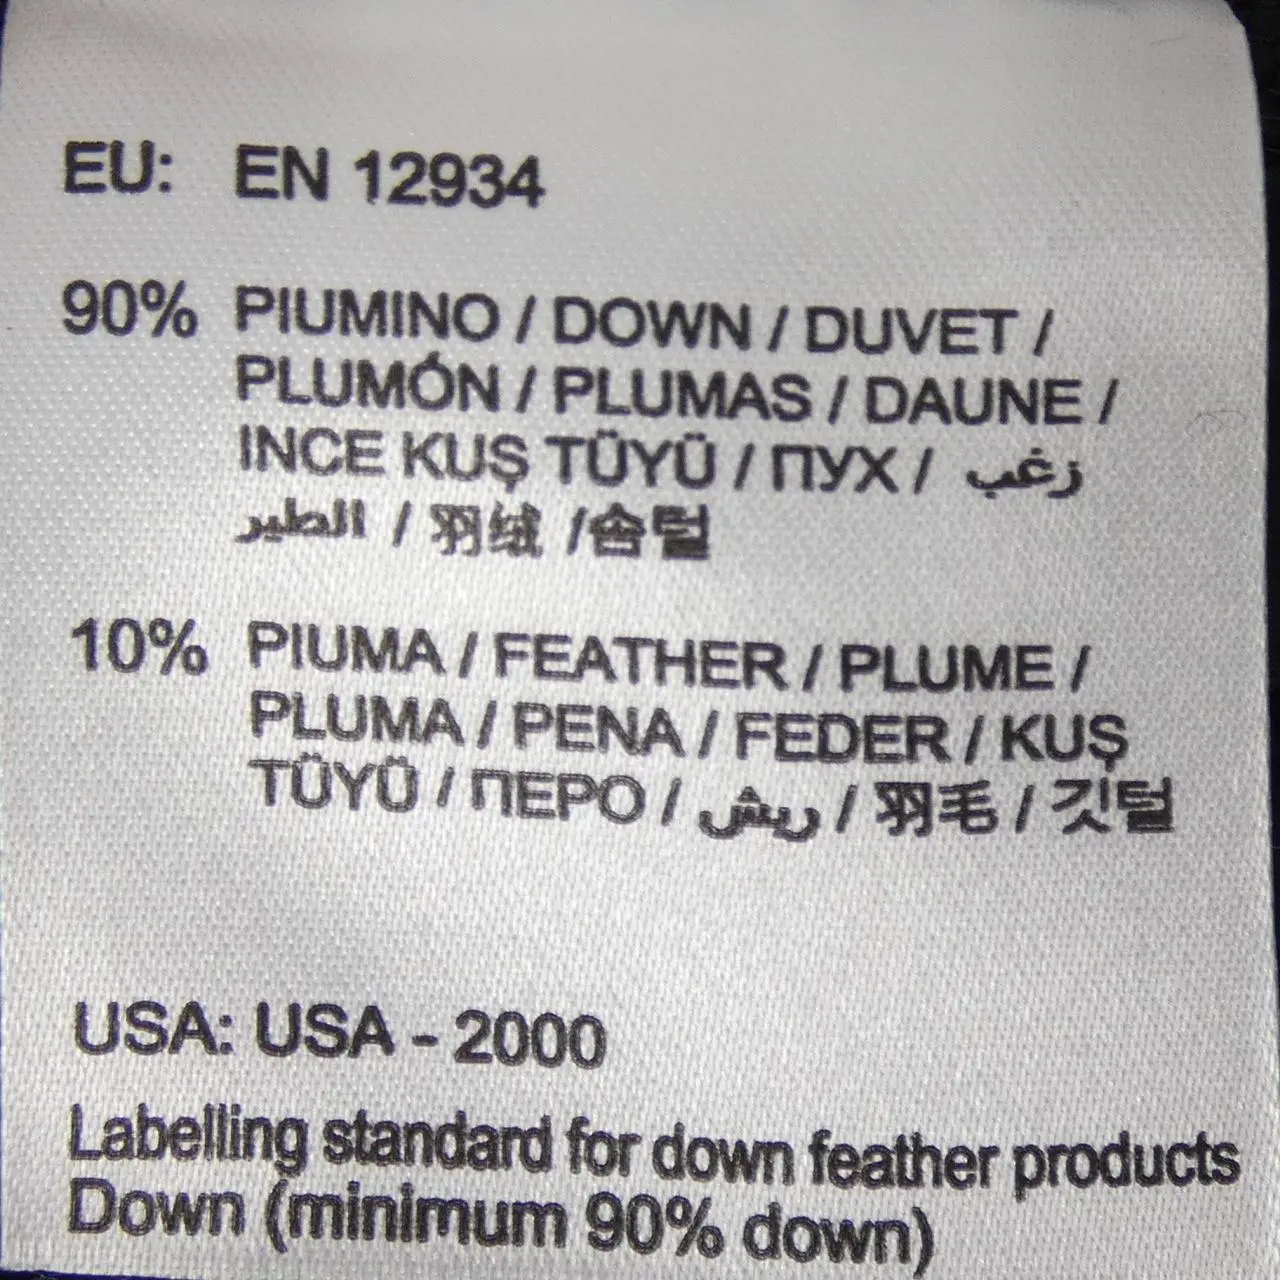 EU: EN 12934
90% PIUMINO / DOWN / DUVET /
PLUMÓN / PLUMAS / DAUNE /
INCE KUŞ TÜYÜ / ПУХ / زغب
الطير / 羽绒 /솜털
10% PIUMA / FEATHER / PLUME /
PLUMA / PENA / FEDER / KUŞ
TÜYÜ / ПЕРО / ريش / 羽毛 / 깃털
USA: USA - 2000
Labelling standard for down feather products
Down (minimum 90% down)